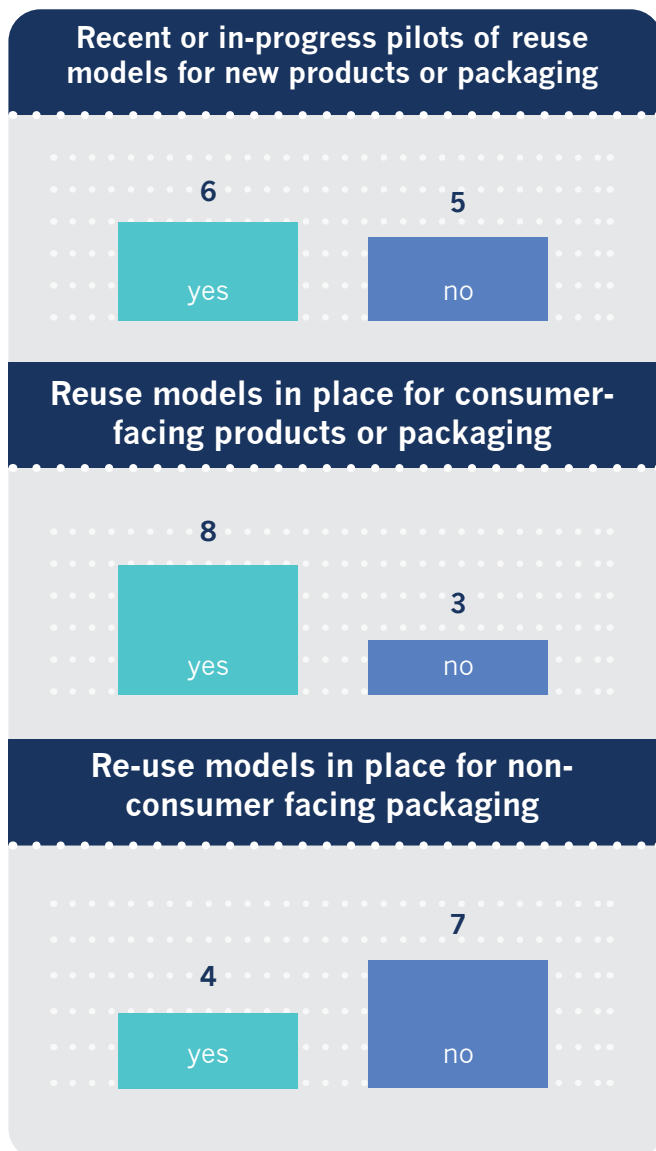 Recent or in-progress pilots of reuse
models for new products or packaging
6
5
yes
no
Reuse models in place for consumer-
facing products or packaging
8
3
yes
no
Re-use models in place for non-
consumer facing packaging
7
4
yes
no